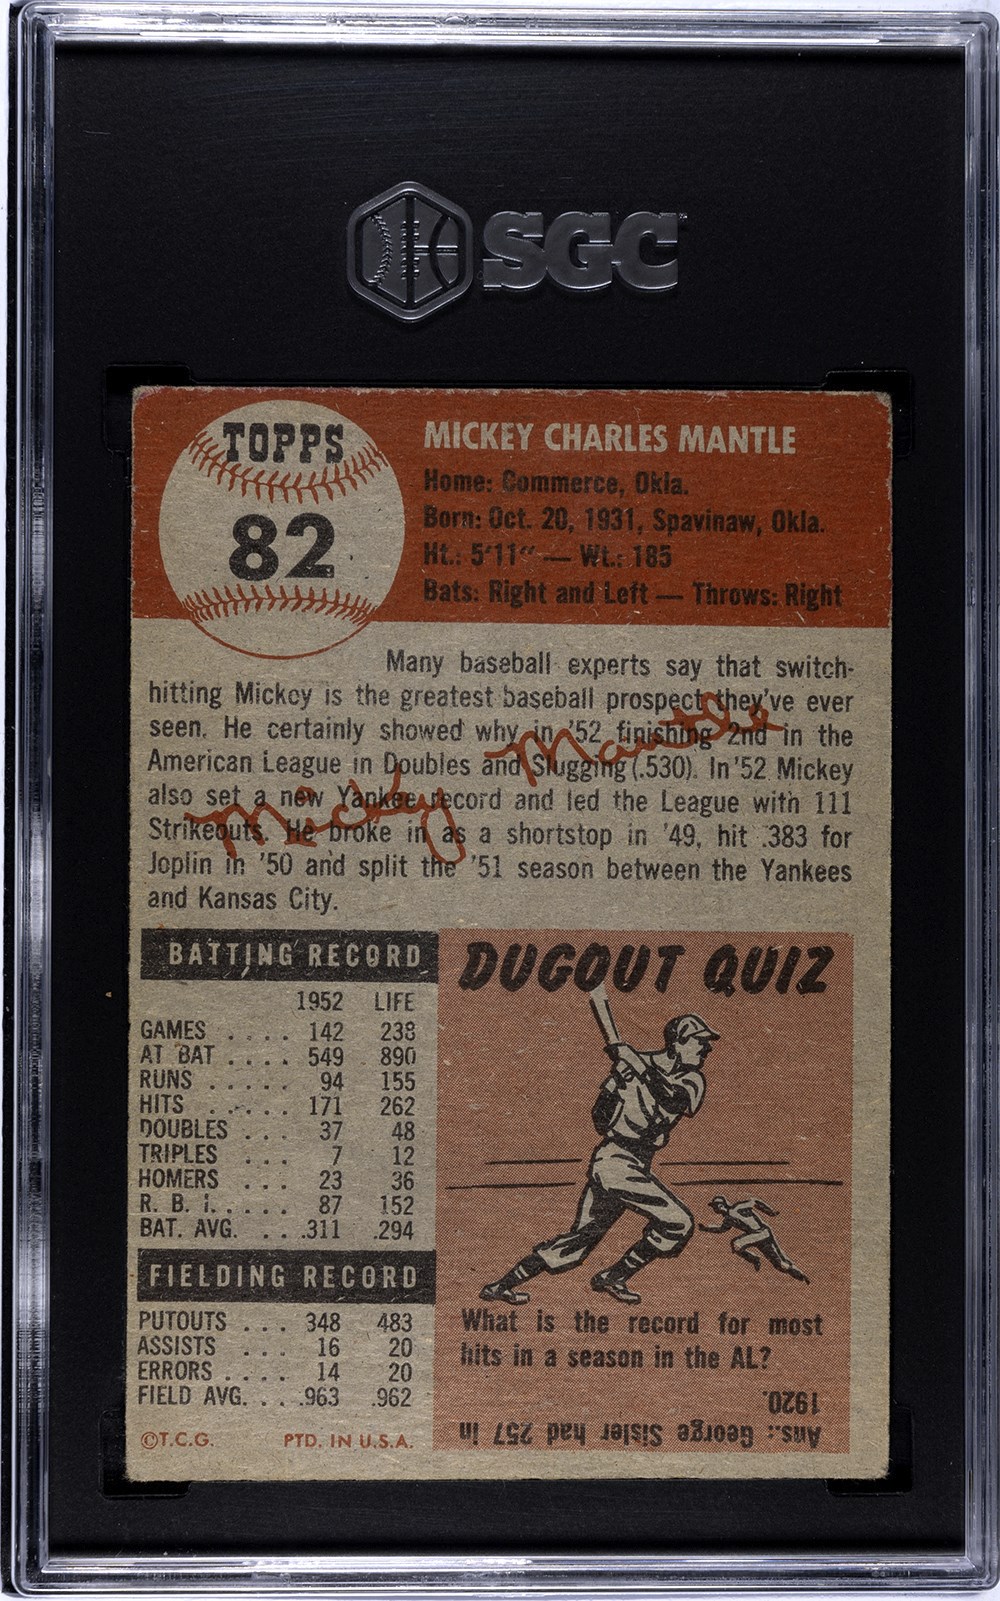 SGC
TOPPS
82
MICKEY CHARLES MANTLE
Home: Commerce, Okla.
Born: Oct. 20, 1931, Spavinaw, Okla.
Ht.: 5'11" — Wt.: 185
Bats: Right and Left — Throws: Right
Many baseball experts say that switch-
hitting Mickey is the greatest baseball prospect they've ever
seen. He certainly showed why in '52 finishing 2nd in the
American League in Doubles and Slugging (.530). In '52 Mickey
also set a new Yankee record and led the League with 111
Strikeouts. He broke in as a shortstop in '49, hit .383 for
Joplin in '50 and split the '51 season between the Yankees
and Kansas City.
Mickey Mantle
BATTING RECORD
1952 LIFE
GAMES .... 142 238
AT BAT .... 549 890
RUNS ..... 94 155
HITS ...... 171 262
DOUBLES ... 37 48
TRIPLES ... 7 12
HOMERS ... 23 36
R. B. I. ..... 87 152
BAT. AVG. ... .311 .294
FIELDING RECORD
PUTOUTS ... 348 483
ASSISTS ... 16 20
ERRORS .... 14 20
FIELD AVG. ... .963 .962
©T.C.G. PTD. IN U.S.A.
DUGOUT QUIZ
What is the record for most
hits in a season in the AL?
Ans.: George Sisler had 257 in
1920.